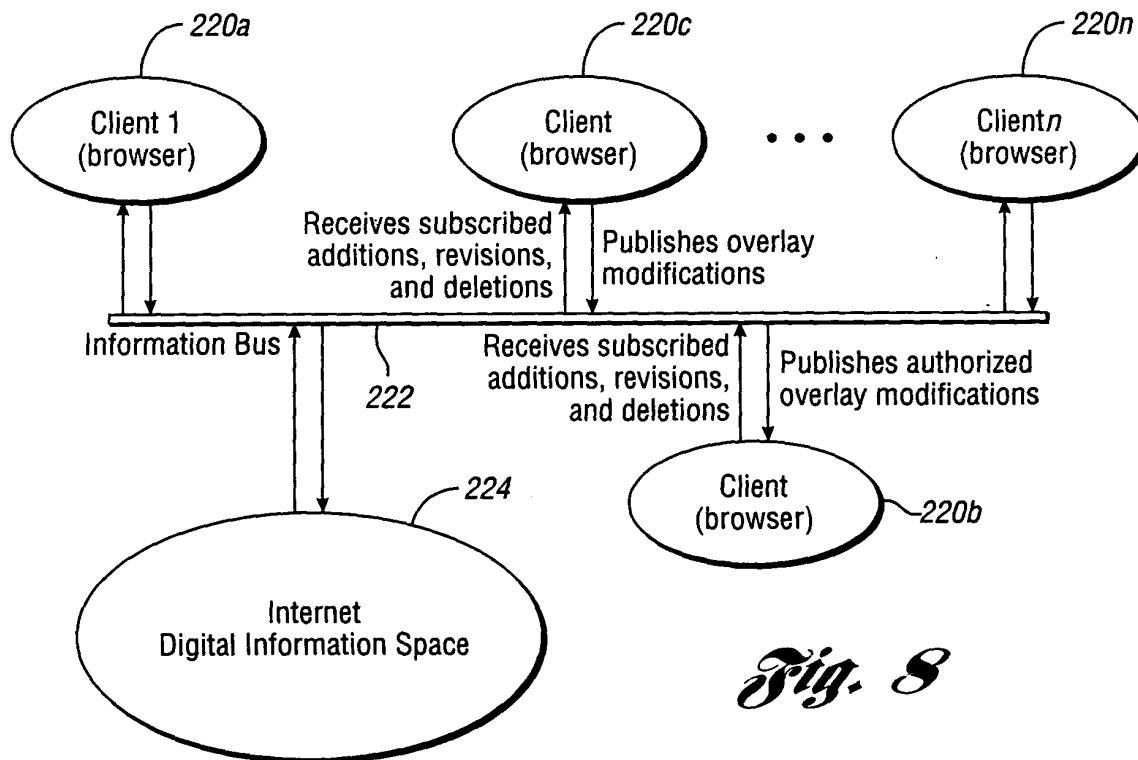 220a
220c
220n
Client 1
(browser)
Client
(browser)
• • •
Clientn
(browser)
Receives subscribed
additions, revisions,
and deletions
Publishes overlay
modifications
Information Bus
222
Receives subscribed
additions, revisions,
and deletions
Publishes authorized
overlay modifications
224
Client
(browser)
220b
Internet
Digital Information Space
Fig. 8